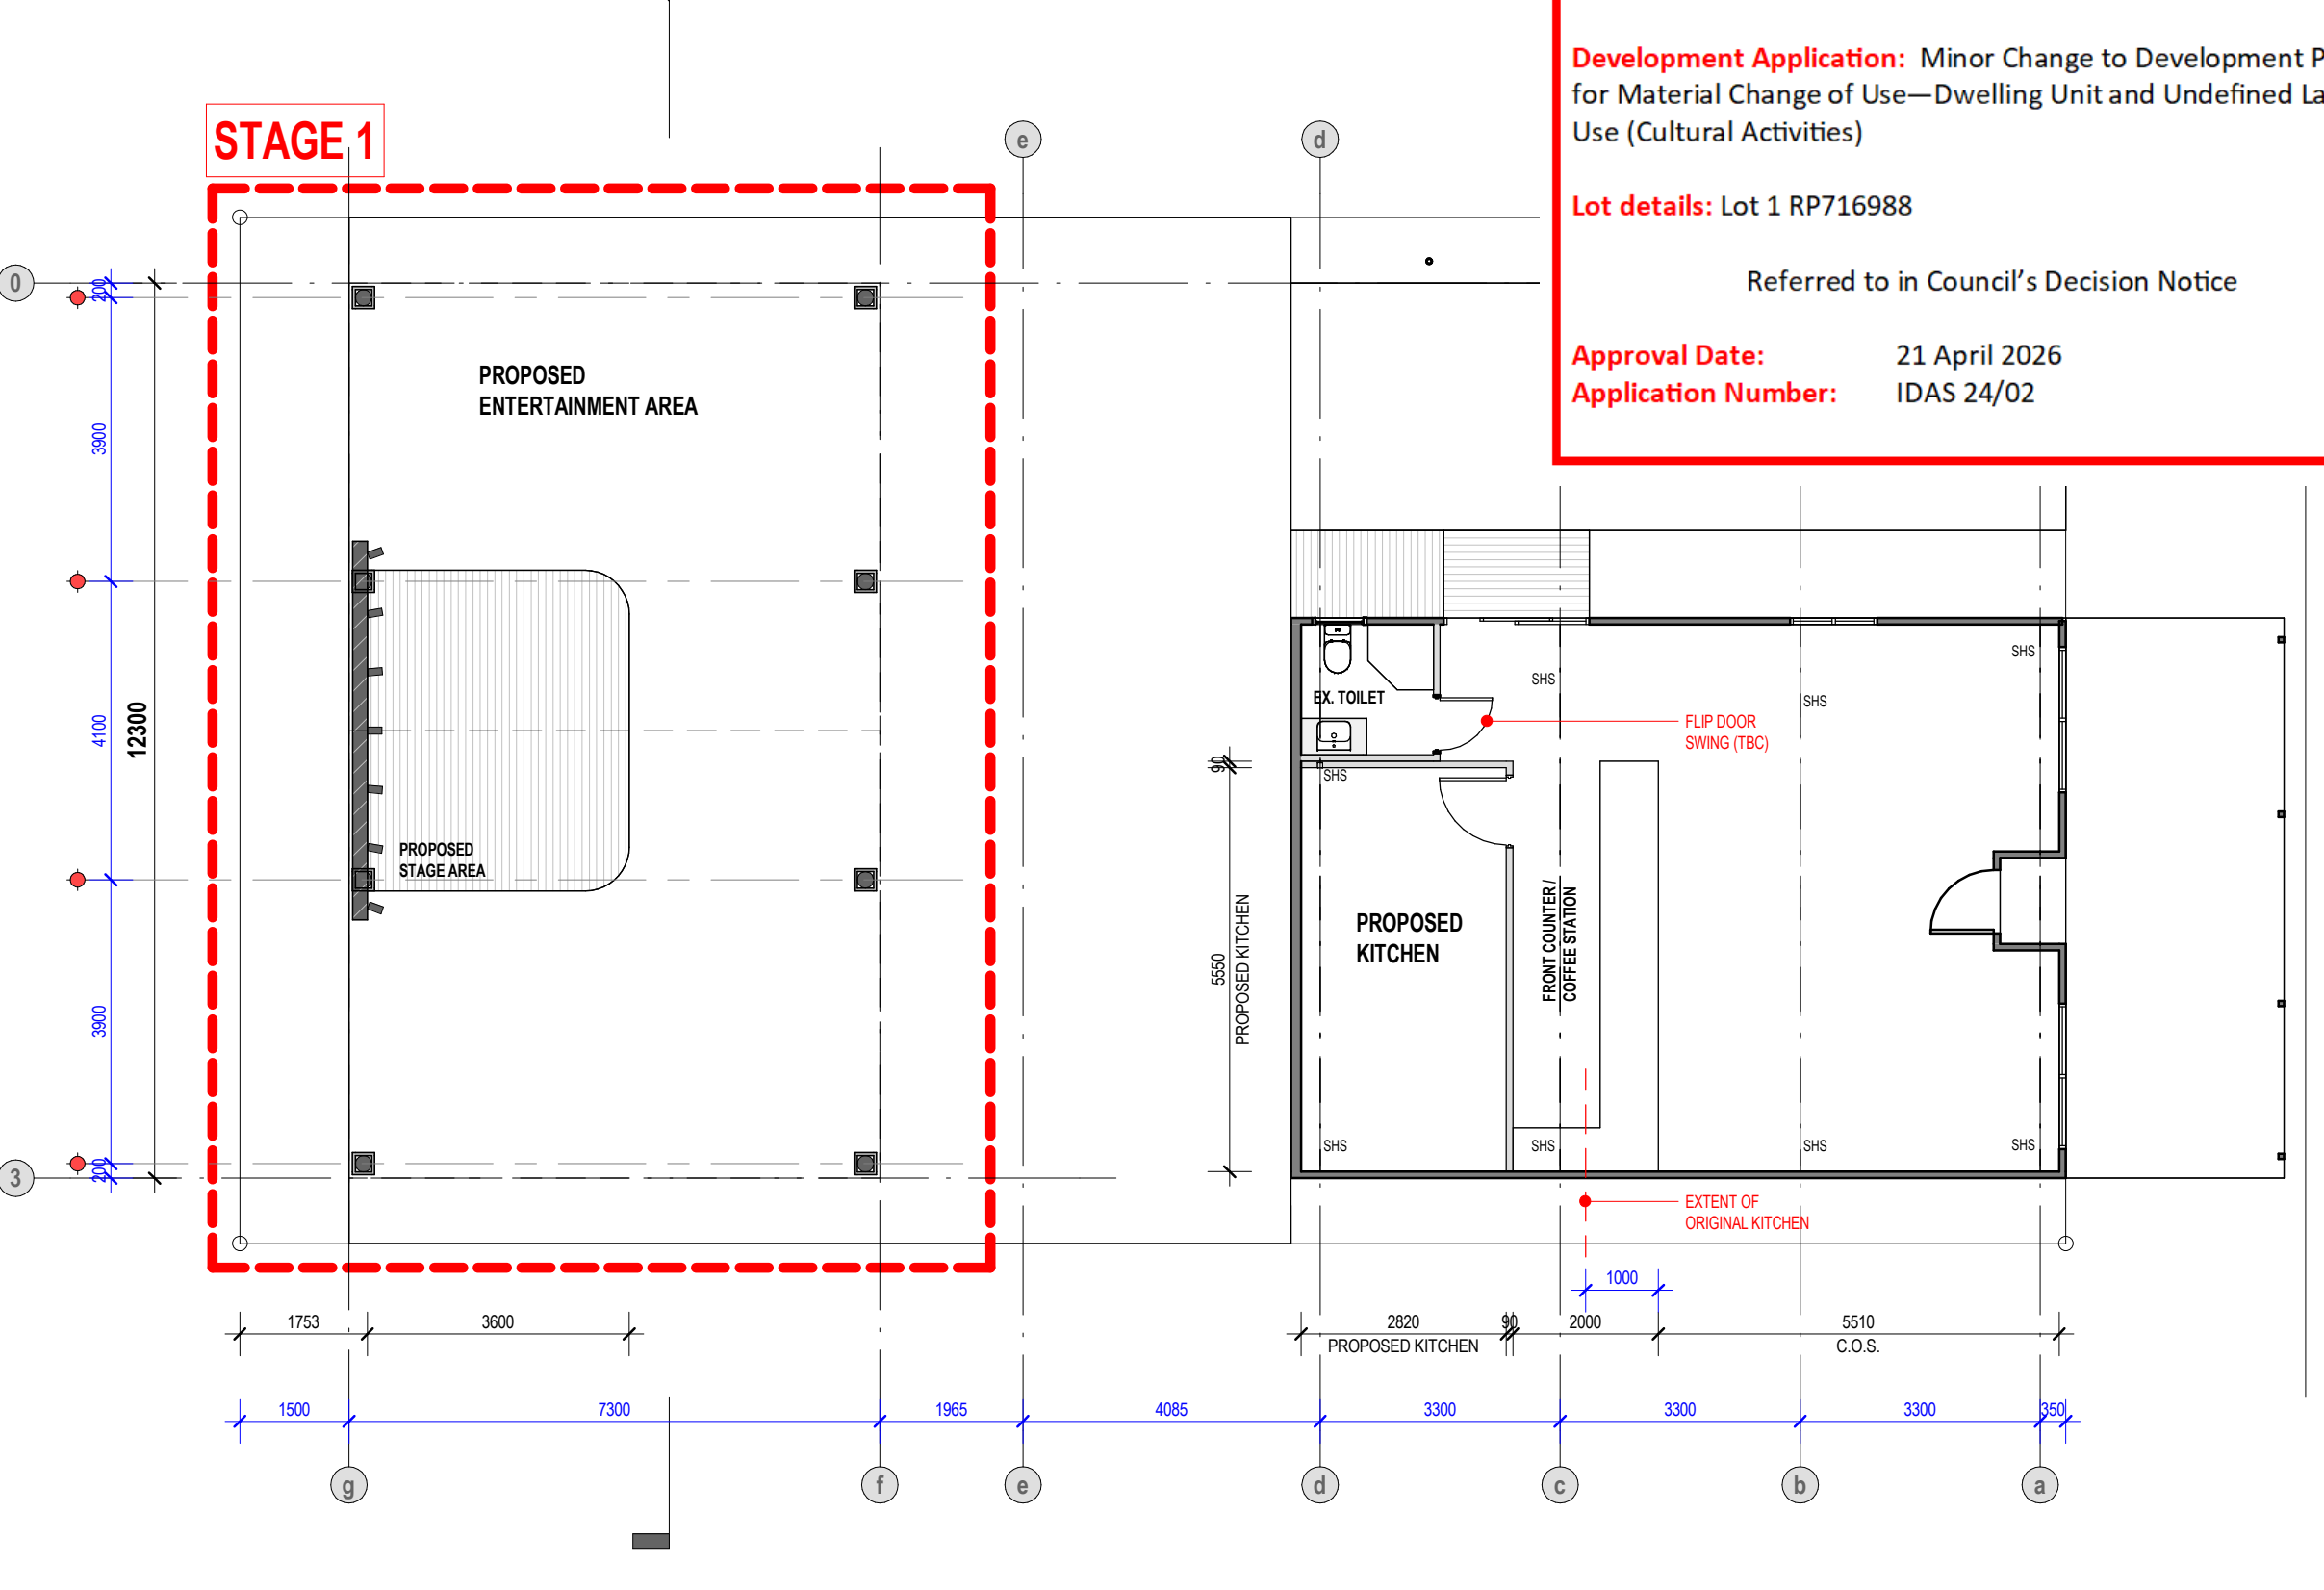 Development Application: Minor Change to Development P
for Material Change of Use—Dwelling Unit and Undefined La
Use (Cultural Activities)
Lot details: Lot 1 RP716988
Referred to in Council's Decision Notice
Approval Date: 21 April 2026
Application Number: IDAS 24/02
STAGE 1
e
d
0
200
3900
4100
12300
3900
200
3
PROPOSED
ENTERTAINMENT AREA
PROPOSED
STAGE AREA
EX. TOILET
SHS
SHS
SHS
SHS
FLIP DOOR
SWING (TBC)
90
5550
PROPOSED KITCHEN
PROPOSED
KITCHEN
FRONT COUNTER /
COFFEE STATION
SHS
SHS
SHS
SHS
EXTENT OF
ORIGINAL KITCHEN
1000
1753
3600
2820
90
2000
5510
PROPOSED KITCHEN
C.O.S.
1500
7300
1965
4085
3300
3300
3300
350
g
f
e
d
c
b
a